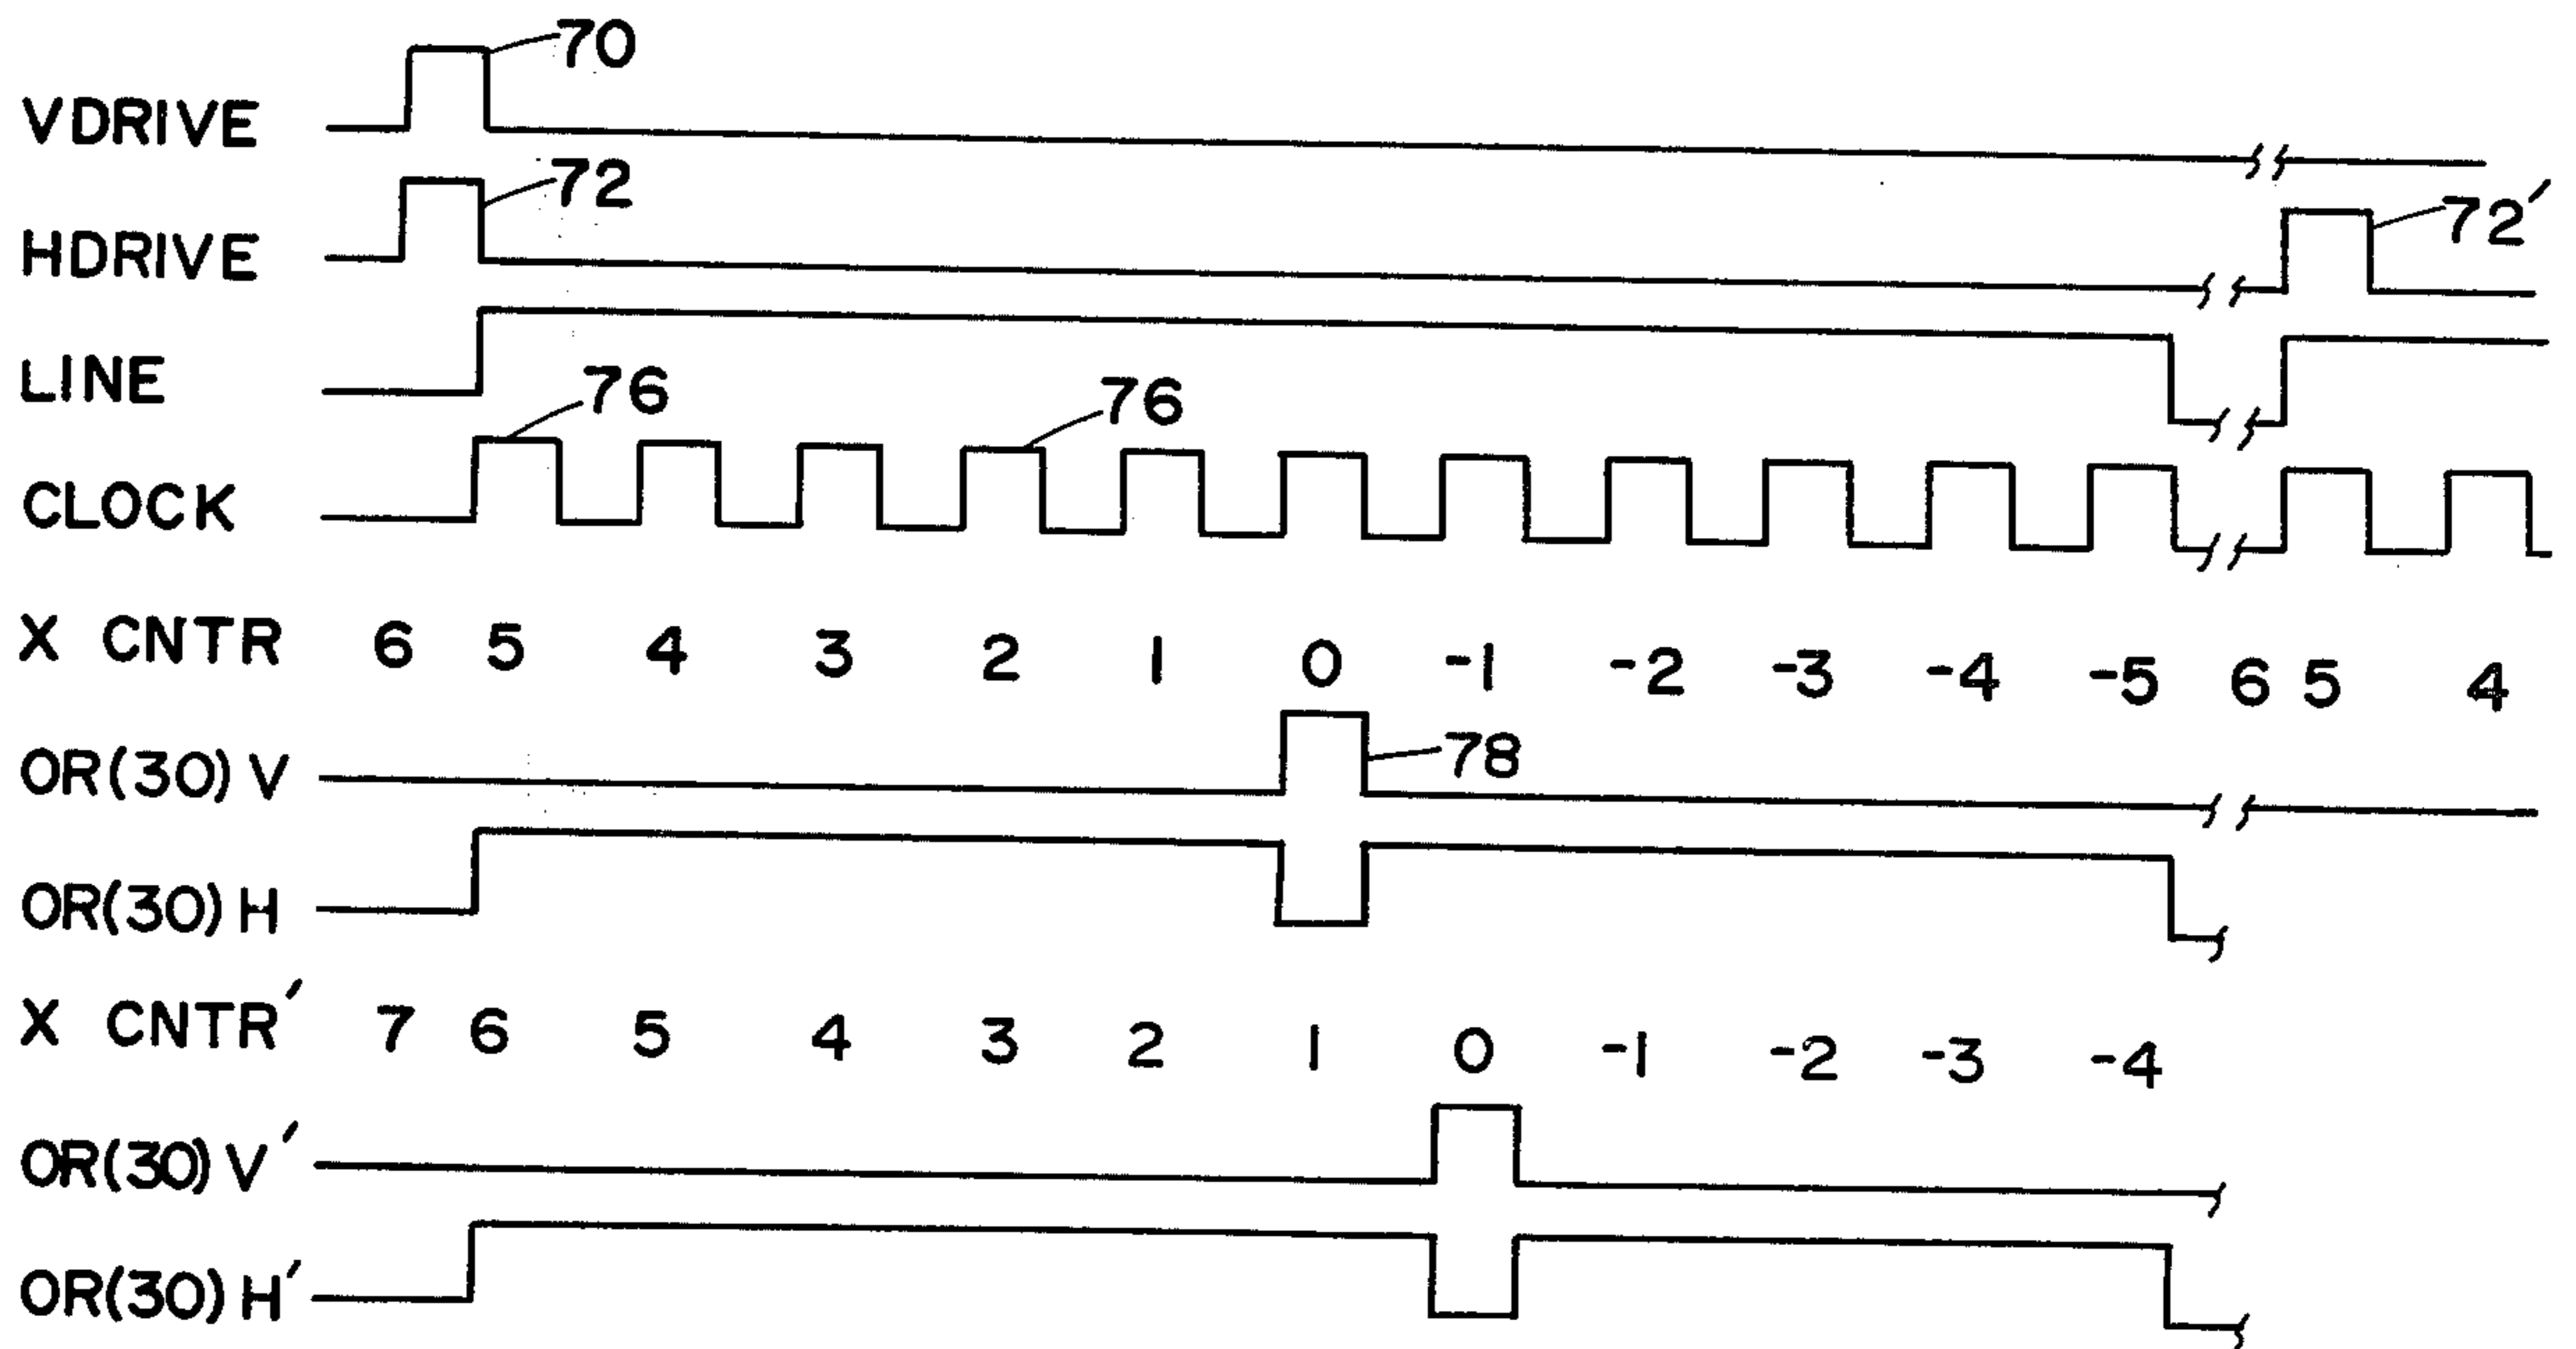 70
VDRIVE
72
HDRIVE
72'
LINE
76
76
CLOCK
X CNTR 6 5 4 3 2 1 0 -1 -2 -3 -4 -5 6 5 4
OR(30) V
78
OR(30) H
X CNTR' 7 6 5 4 3 2 1 0 -1 -2 -3 -4
OR(30) V'
OR(30) H'